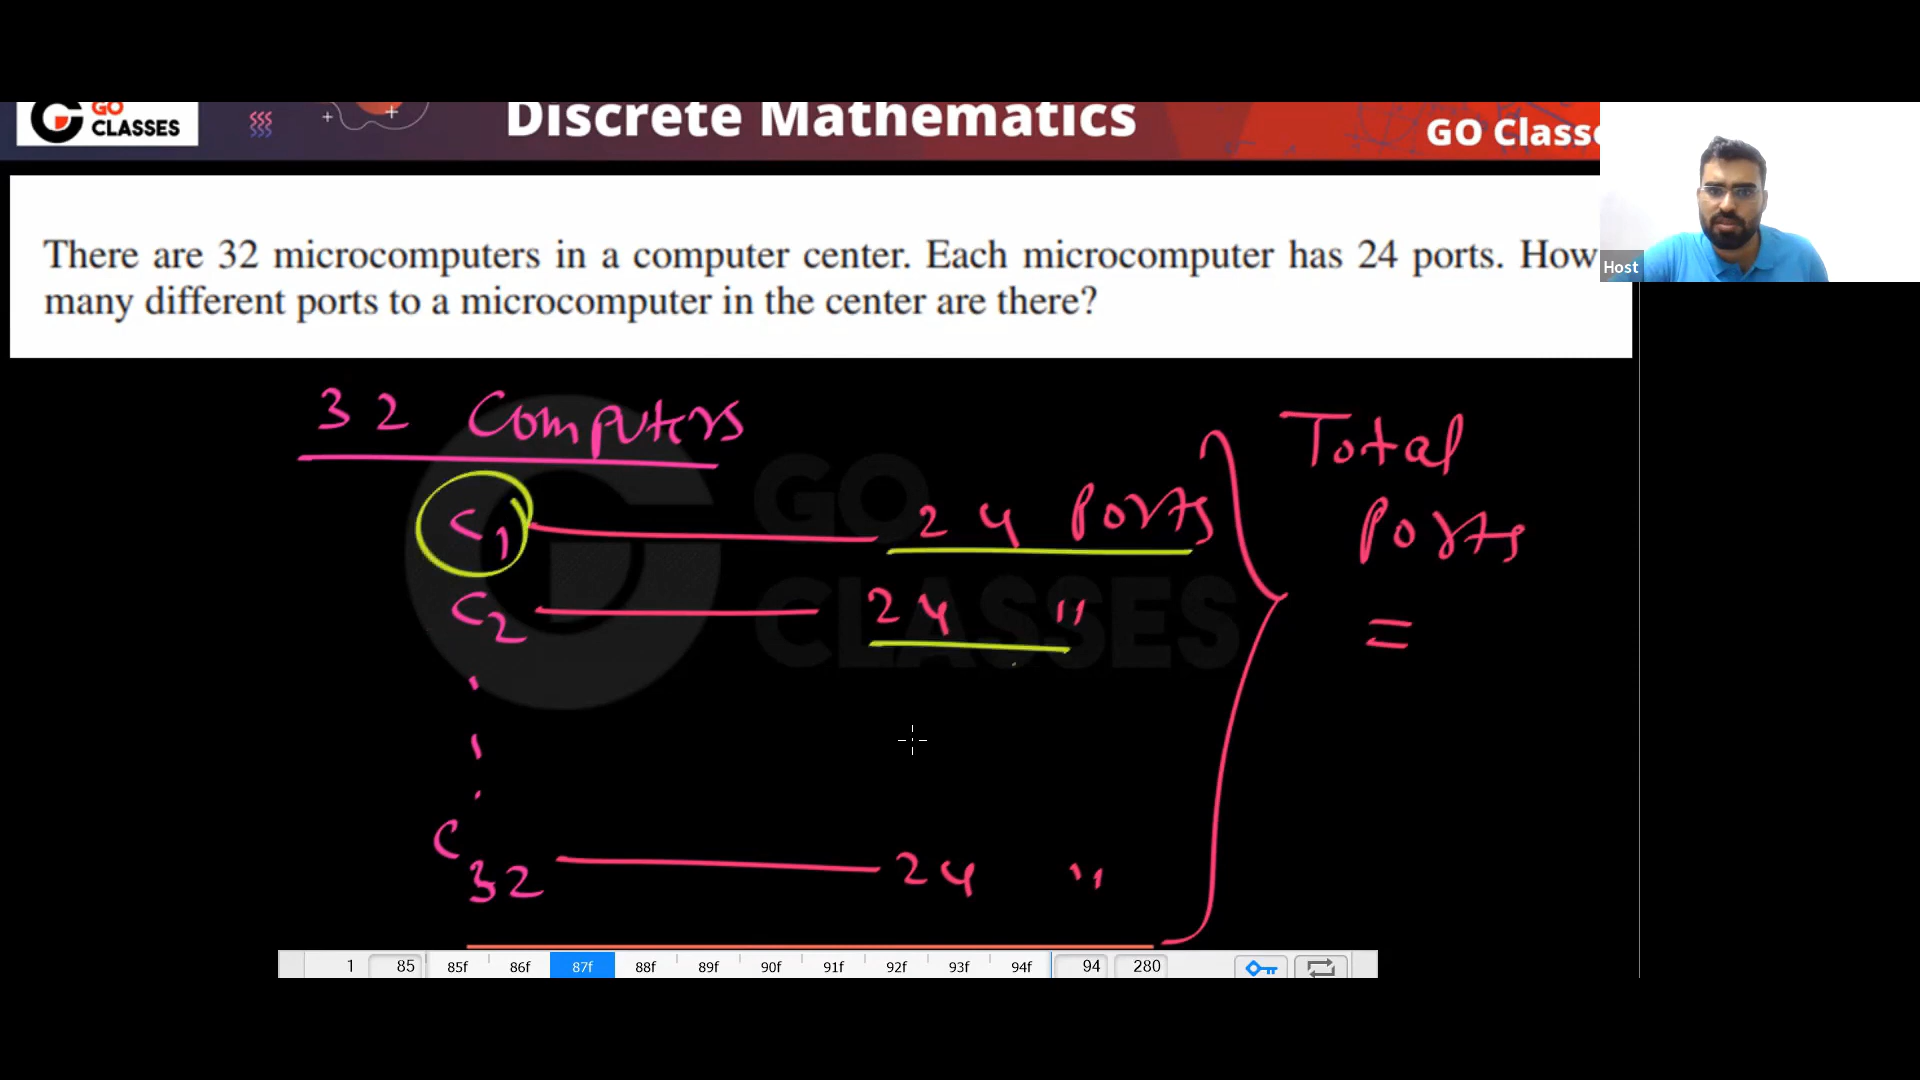 GO
CLASSES
Discrete Mathematics
GO Classe
Host
There are 32 microcomputers in a computer center. Each microcomputer has 24 ports. How
many different ports to a microcomputer in the center are there?
32 Computers
C1 24 Ports
C2 24 "
C32 24 "
Total
Ports
=
GO
CLASSES
1 85 85f 86f 87f 88f 89f 90f 91f 92f 93f 94f 94 280